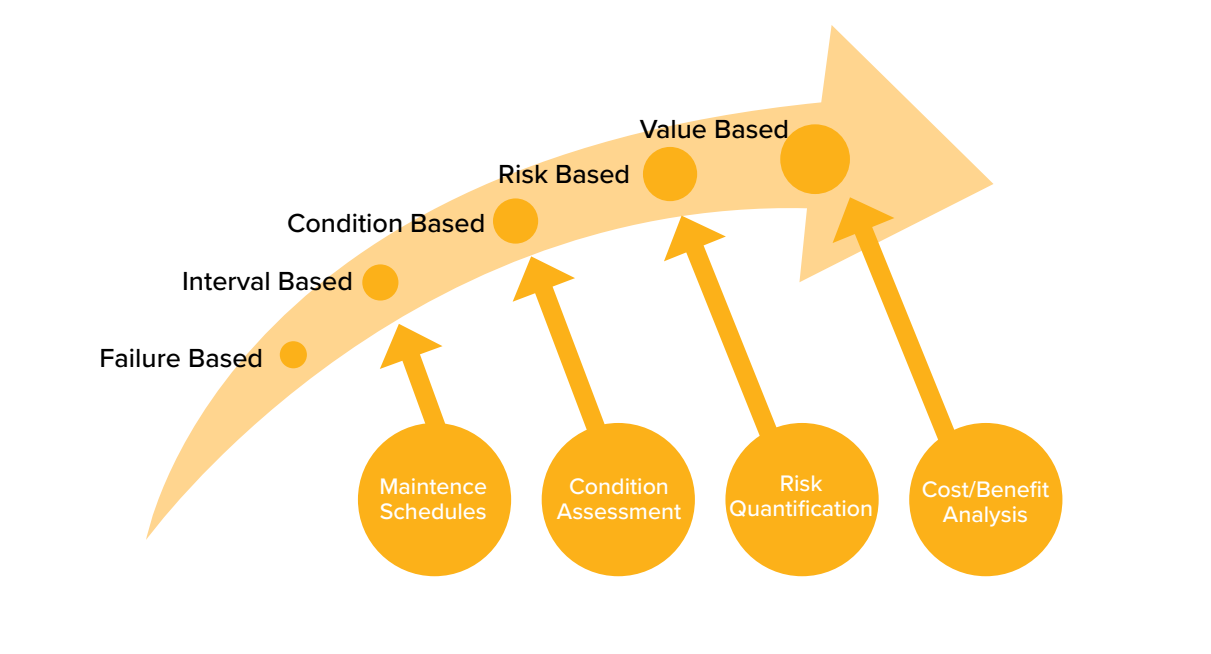 Value Based
Risk Based
Condition Based
Interval Based
Failure Based
Maintence
Schedules
Condition
Assessment
Risk
Quantification
Cost/Benefit
Analysis